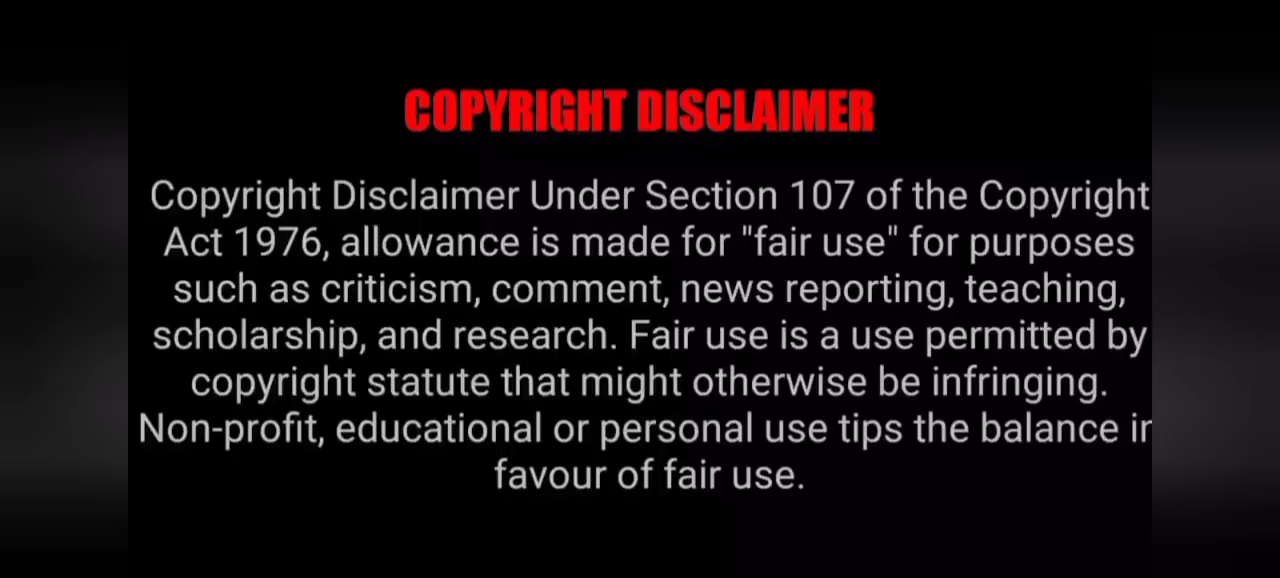 COPYRIGHT DISCLAIMER
Copyright Disclaimer Under Section 107 of the Copyright
Act 1976, allowance is made for "fair use" for purposes
such as criticism, comment, news reporting, teaching,
scholarship, and research. Fair use is a use permitted by
copyright statute that might otherwise be infringing.
Non-profit, educational or personal use tips the balance in
favour of fair use.